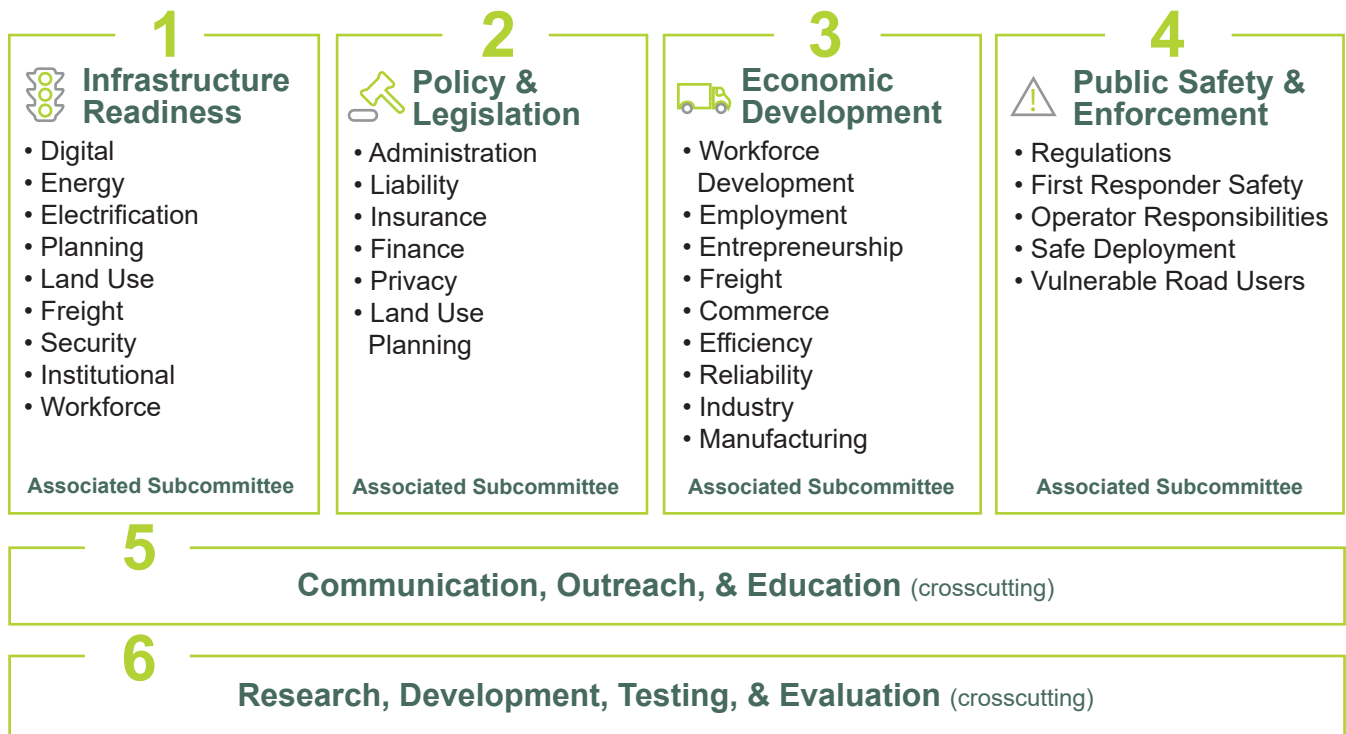 1
Infrastructure
Readiness
• Digital
• Energy
• Electrification
• Planning
• Land Use
• Freight
• Security
• Institutional
• Workforce
Associated Subcommittee
2
Policy &
Legislation
• Administration
• Liability
• Insurance
• Finance
• Privacy
• Land Use
Planning
Associated Subcommittee
3
Economic
Development
• Workforce
Development
• Employment
• Entrepreneurship
• Freight
• Commerce
• Efficiency
• Reliability
• Industry
• Manufacturing
Associated Subcommittee
4
Public Safety &
Enforcement
• Regulations
• First Responder Safety
• Operator Responsibilities
• Safe Deployment
• Vulnerable Road Users
Associated Subcommittee
5
Communication, Outreach, & Education (crosscutting)
6
Research, Development, Testing, & Evaluation (crosscutting)